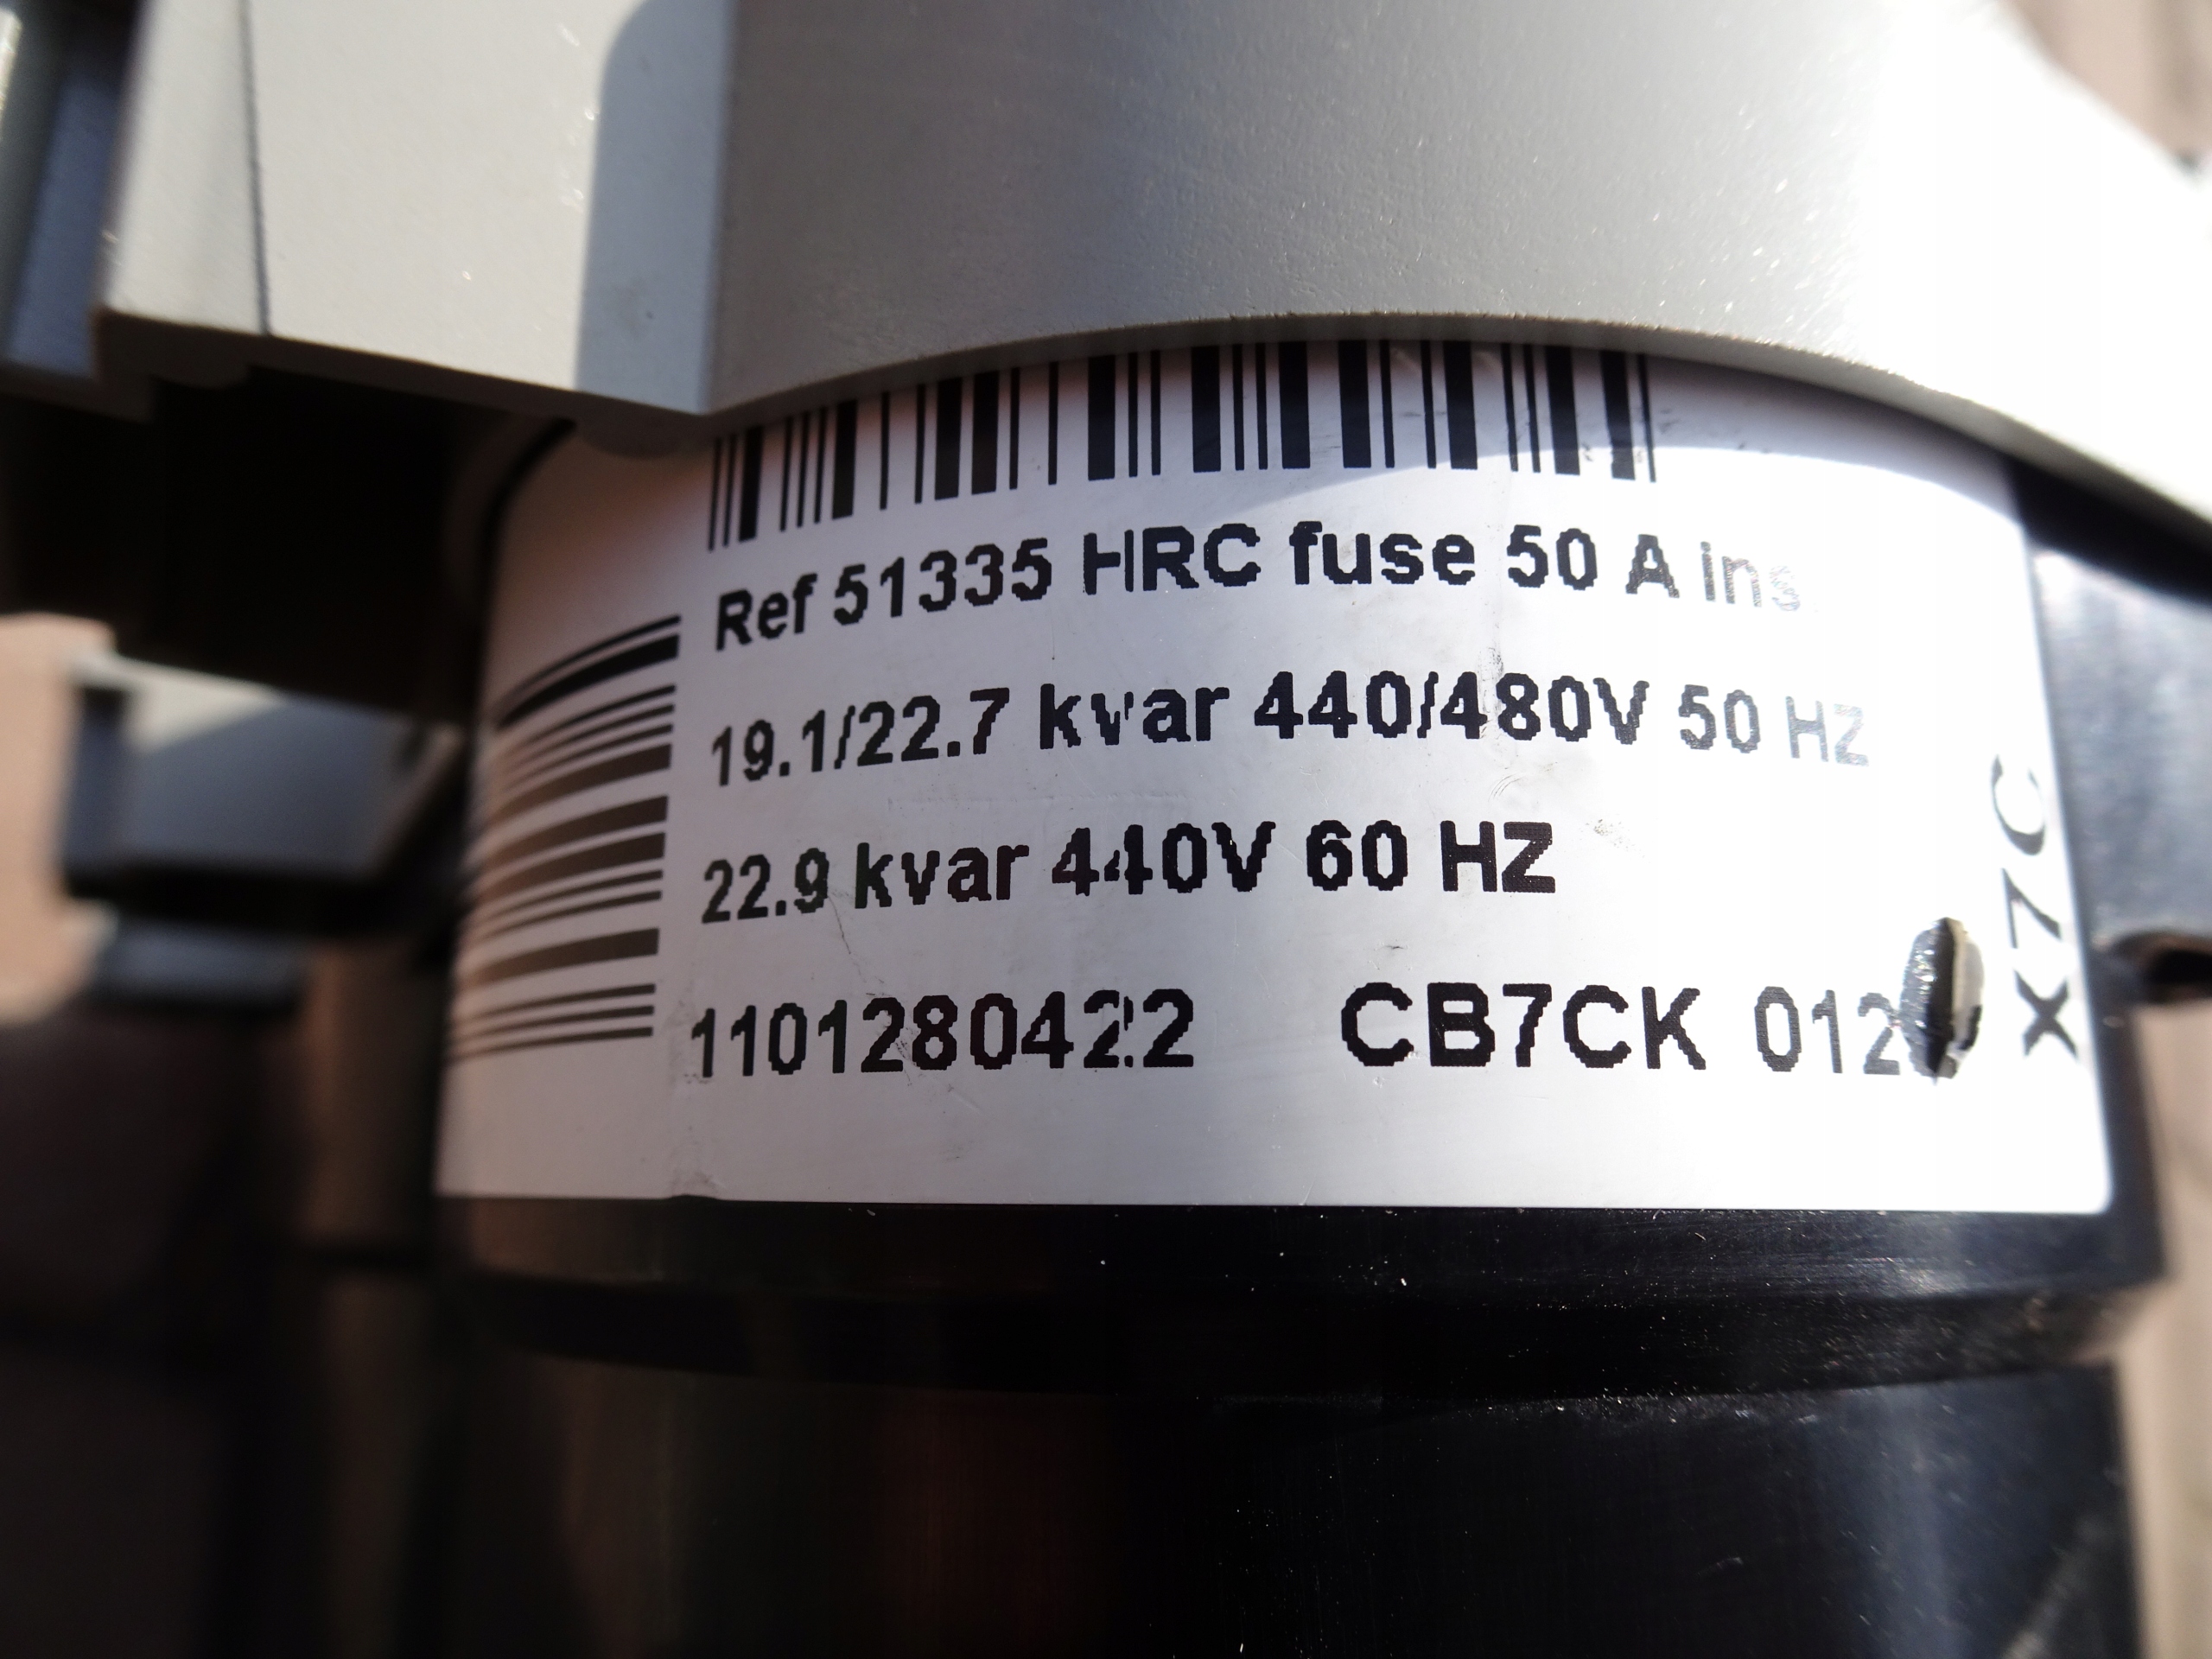 Ref 51335 HRC fuse 50 A
19.1/22.7 kvar 440/480V 50 HZ
22.9 kvar 440V 60 HZ
1101280422 CB7CK
X7C